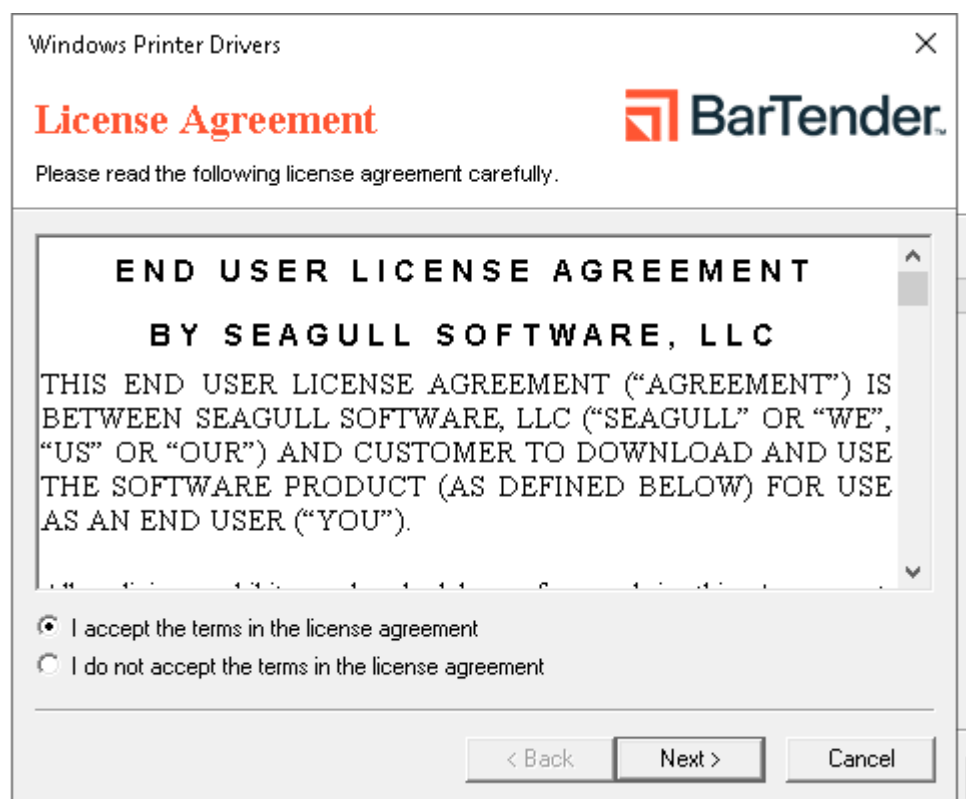 Windows Printer Drivers
License Agreement
BarTender
Please read the following license agreement carefully.
END USER LICENSE AGREEMENT
BY SEAGULL SOFTWARE, LLC
THIS END USER LICENSE AGREEMENT (“AGREEMENT”) IS
BETWEEN SEAGULL SOFTWARE, LLC (“SEAGULL” OR “WE”,
“US” OR “OUR”) AND CUSTOMER TO DOWNLOAD AND USE
THE SOFTWARE PRODUCT (AS DEFINED BELOW) FOR USE
AS AN END USER (“YOU”).
I accept the terms in the license agreement
I do not accept the terms in the license agreement
< Back
Next >
Cancel